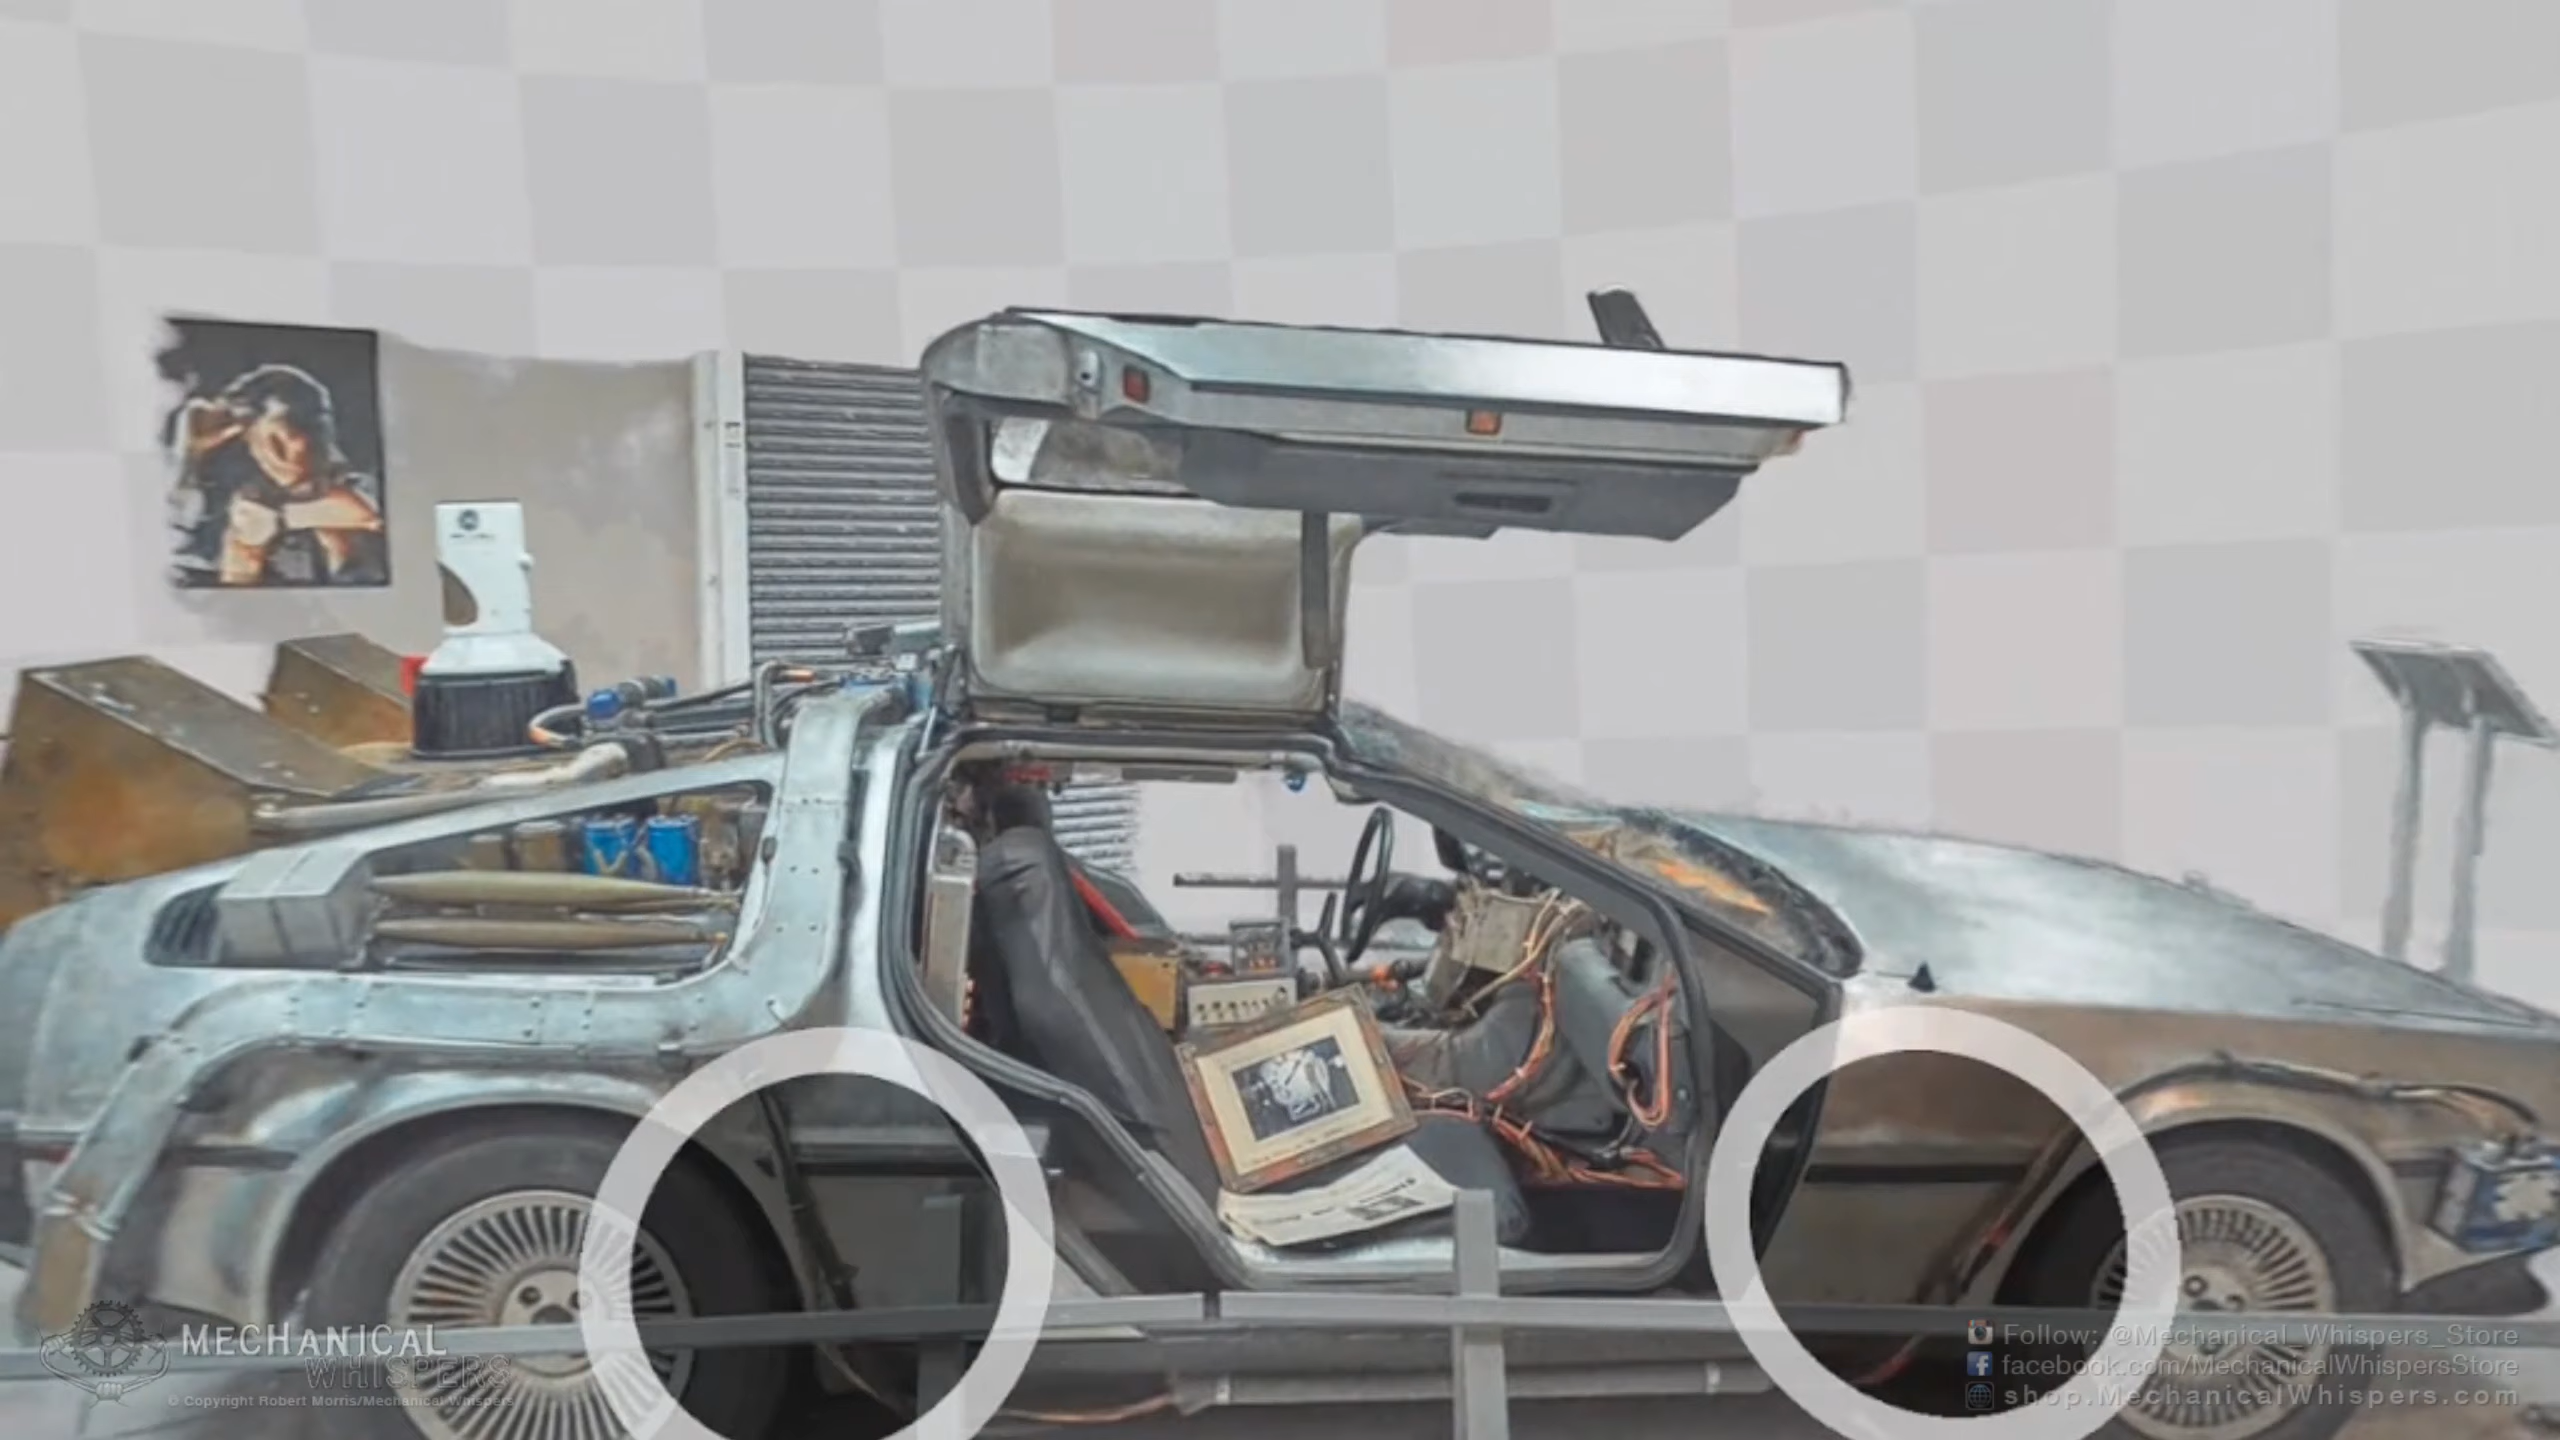 MECHANICAL
WHISPERS
© Copyright Robert Morris/Mechanical Whispers
Follow: @Mechanical_Whispers_Store
facebook.com/MechanicalWhispersStore
shop.MechanicalWhispers.com